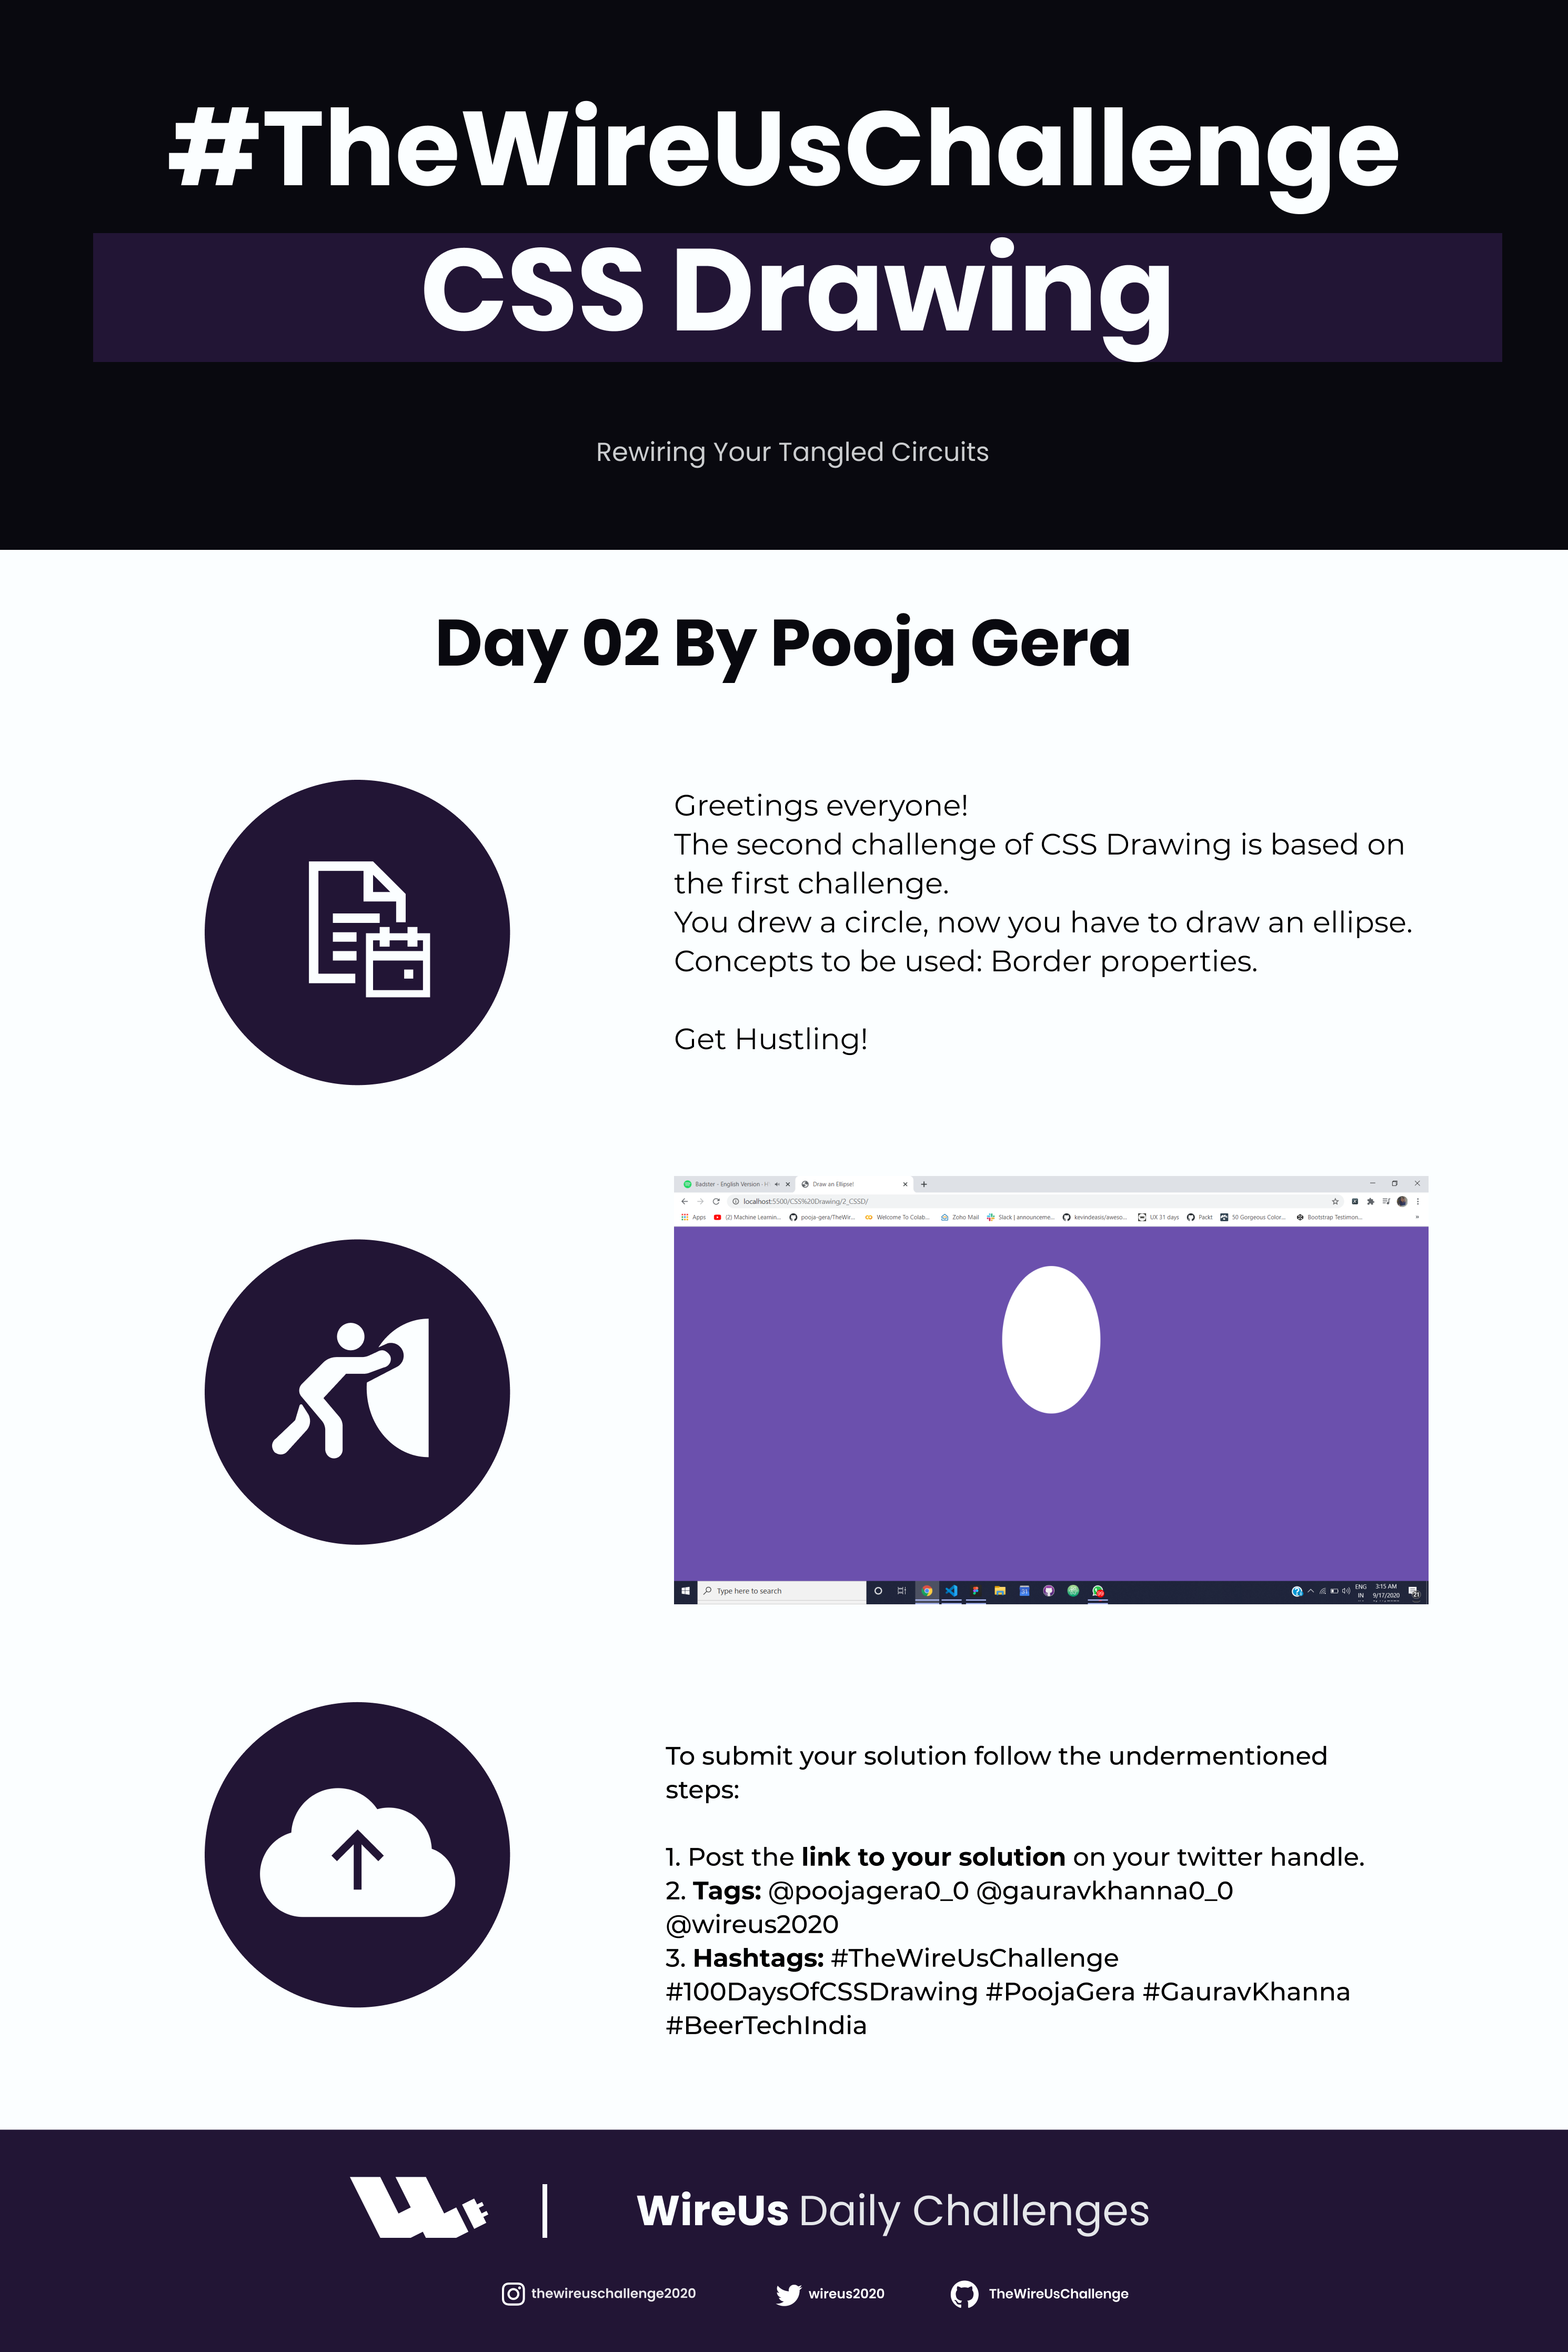 #TheWireUsChallenge
CSS Drawing
Rewiring Your Tangled Circuits
Day 02 By Pooja Gera
Greetings everyone!
The second challenge of CSS Drawing is based on
the first challenge.
You drew a circle, now you have to draw an ellipse.
Concepts to be used: Border properties.
Get Hustling!
Badster - English Version - H
Draw an Ellipse!
localhost:5500/CSS%20Drawing/2_CSSD/
Apps (2) Machine Learnin... pooja-gera/TheWir... Welcome To Colab... Zoho Mail Slack | announceme... kevindeasis/aweso... UX 31 days Packt 50 Gorgeous Color... Bootstrap Testimon... »
Type here to search
ENG 3:15 AM
IN 9/17/2020
21
To submit your solution follow the undermentioned
steps:
1. Post the link to your solution on your twitter handle.
2. Tags: @poojagera0_0 @gauravkhanna0_0
@wireus2020
3. Hashtags: #TheWireUsChallenge
#100DaysOfCSSDrawing #PoojaGera #GauravKhanna
#BeerTechIndia
WireUs Daily Challenges
thewireuschallenge2020 wireus2020 TheWireUsChallenge